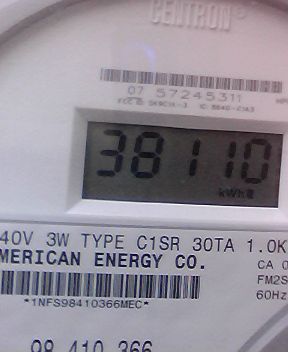 CENTRON®
07 57245311
38110
kWh
40V 3W TYPE C1SR 30TA 1.0K
MERICAN ENERGY CO.
CA 0
FM2S
60Hz
*1NFS98410366MEC*
98 410 366